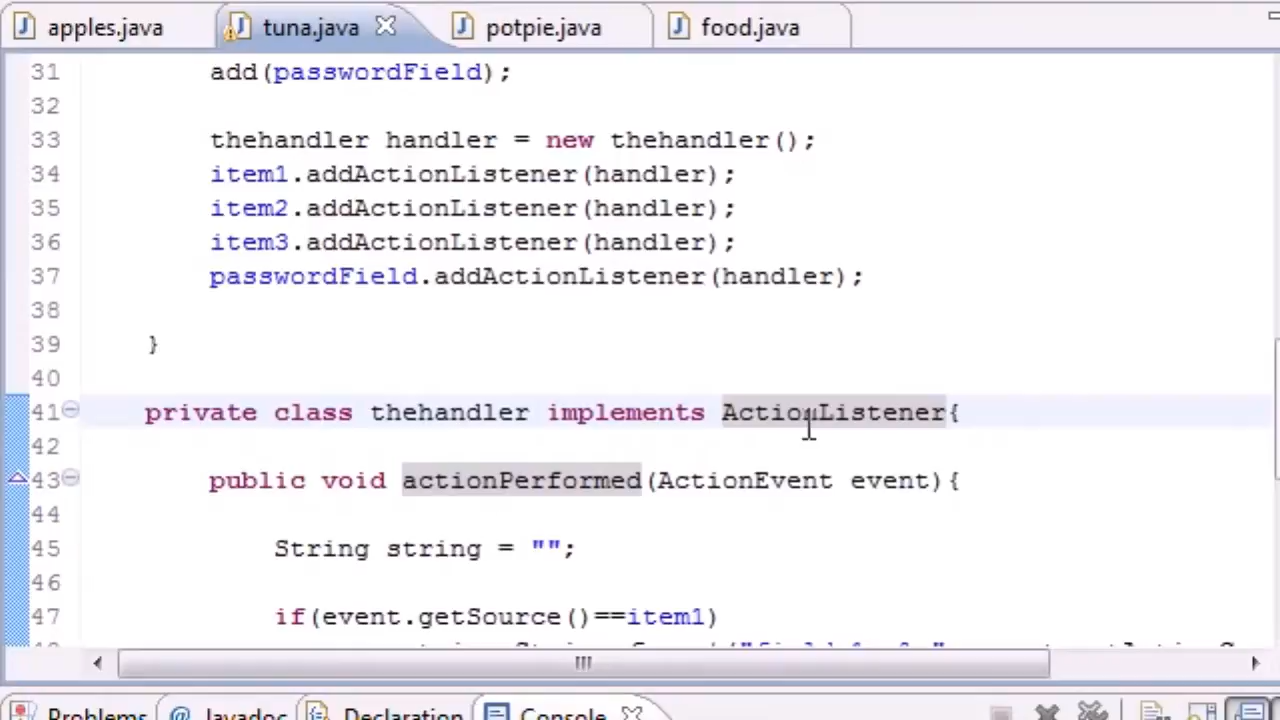 apples.java tuna.java potpie.java food.java
31 add(passwordField);
32
33 thehandler handler = new thehandler();
34 item1.addActionListener(handler);
35 item2.addActionListener(handler);
36 item3.addActionListener(handler);
37 passwordField.addActionListener(handler);
38
39 }
40
41 private class thehandler implements ActionListener{
42
43 public void actionPerformed(ActionEvent event){
44
45 String string = "";
46
47 if(event.getSource()==item1)
Problems Javadoc Declaration Console